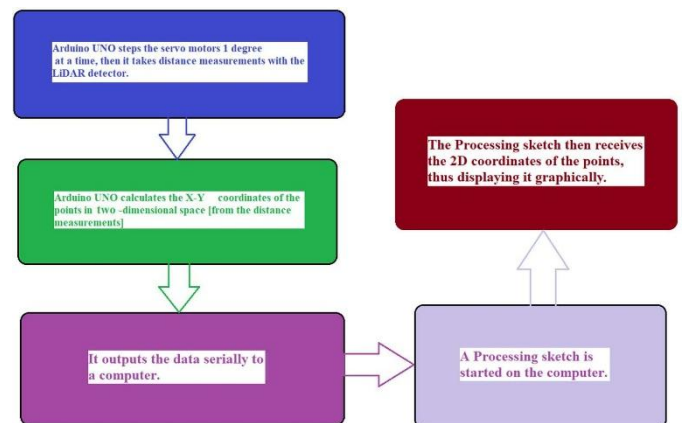 Arduino UNO steps the servo motors 1 degree
at a time, then it takes distance measurements with the
LiDAR detector.
Arduino UNO calculates the X-Y coordinates of the
points in two -dimensional space [from the distance
measurements]
It outputs the data serially to
a computer.
A Processing sketch is
started on the computer.
The Processing sketch then receives
the 2D coordinates of the points,
thus displaying it graphically.